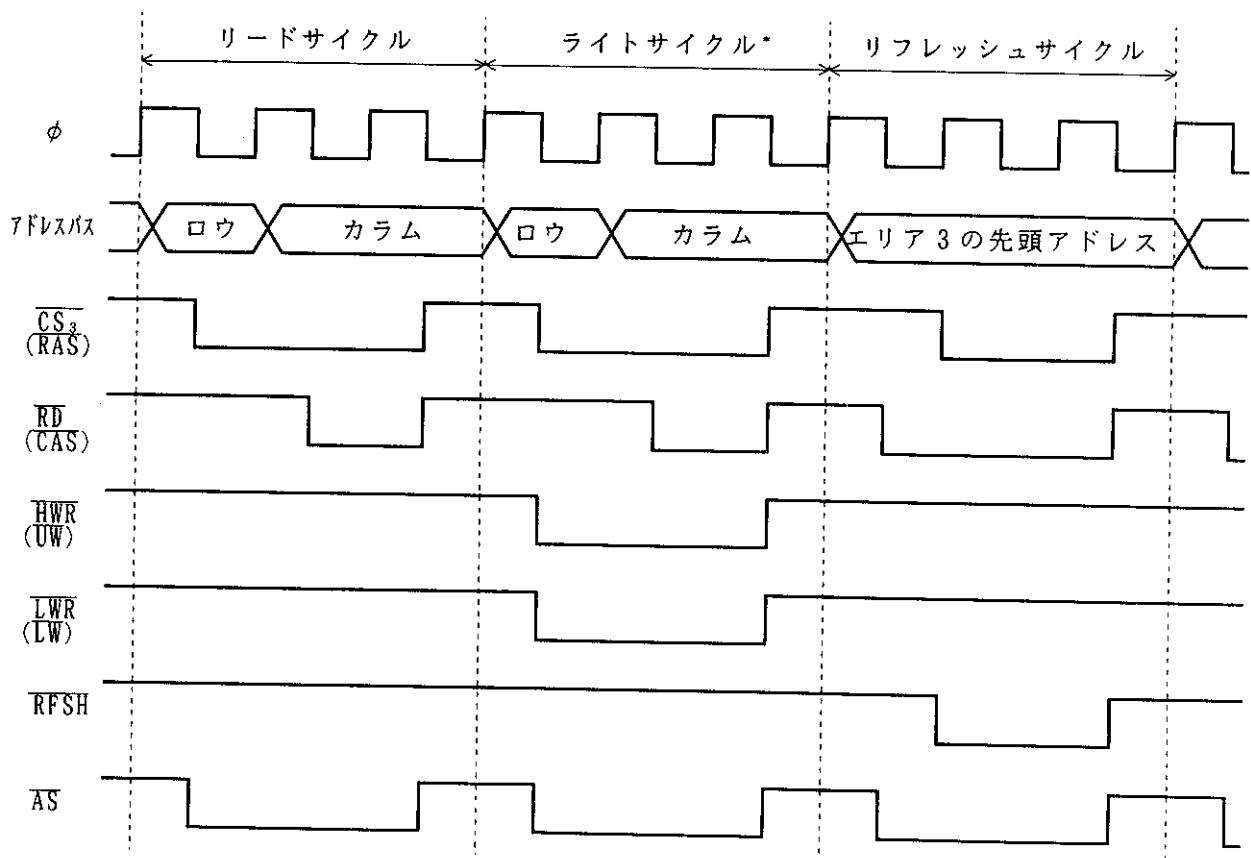 リードサイクル ライトサイクル* リフレッシュサイクル
φ
アドレスバス ロウ カラム ロウ カラム エリア3の先頭アドレス
CS₃
(RAS)
RD
(CAS)
HWR
(UW)
LWR
(LW)
RFSH
AS